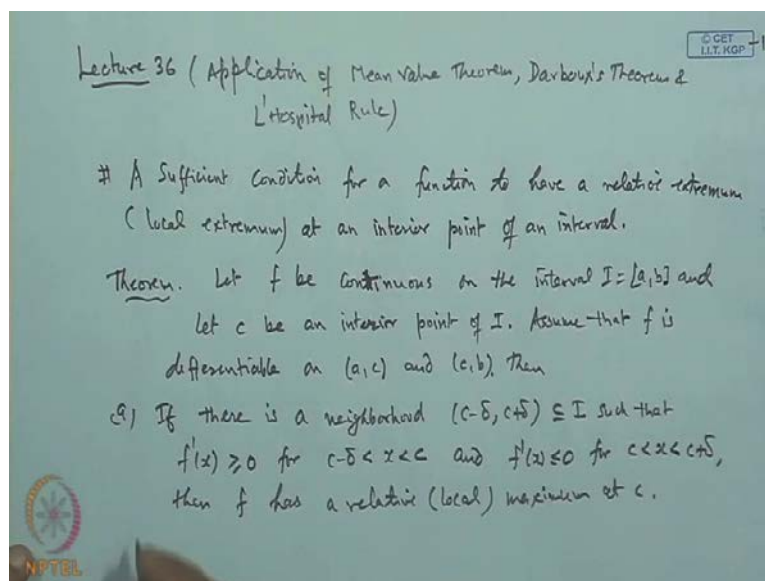 © CET
I.I.T. KGP
Lecture 36 ( Application of Mean Value Theorem, Darboux's Theorem &
L'Hospital Rule)
# A Sufficient Condition for a function to have a relative extremum
( local extremum) at an interior point of an interval.
Theorem. Let f be continuous on the interval I = [a,b] and
let c be an interior point of I. Assume that f is
differentiable on (a,c) and (c,b). Then
(a) If there is a neighborhood (c-δ, c+δ) ⊆ I such that
f'(x) ≥ 0 for c-δ < x < c and f'(x) ≤ 0 for c < x < c+δ,
then f has a relative (local) maximum at c.
NPTEL